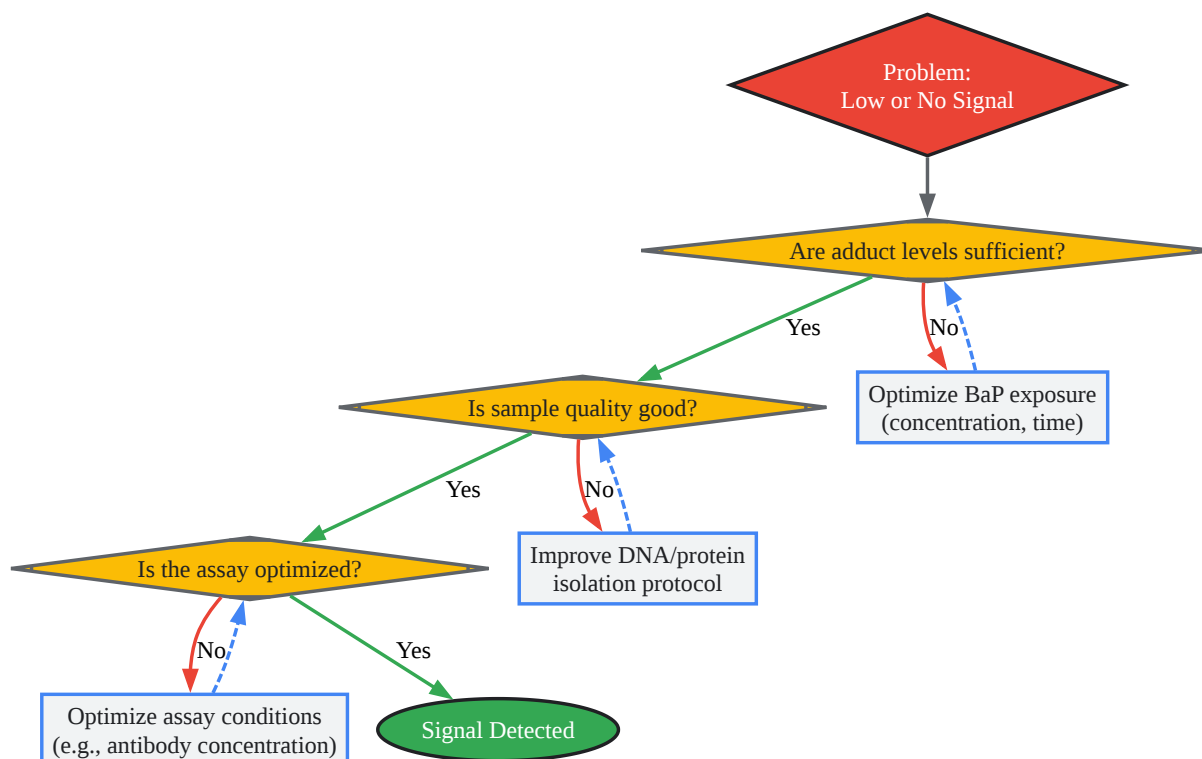 Problem:
Low or No Signal
Are adduct levels sufficient?
Yes
No
Optimize BaP exposure
(concentration, time)
Is sample quality good?
Yes
No
Improve DNA/protein
isolation protocol
Is the assay optimized?
No
Yes
Optimize assay conditions
(e.g., antibody concentration)
Signal Detected